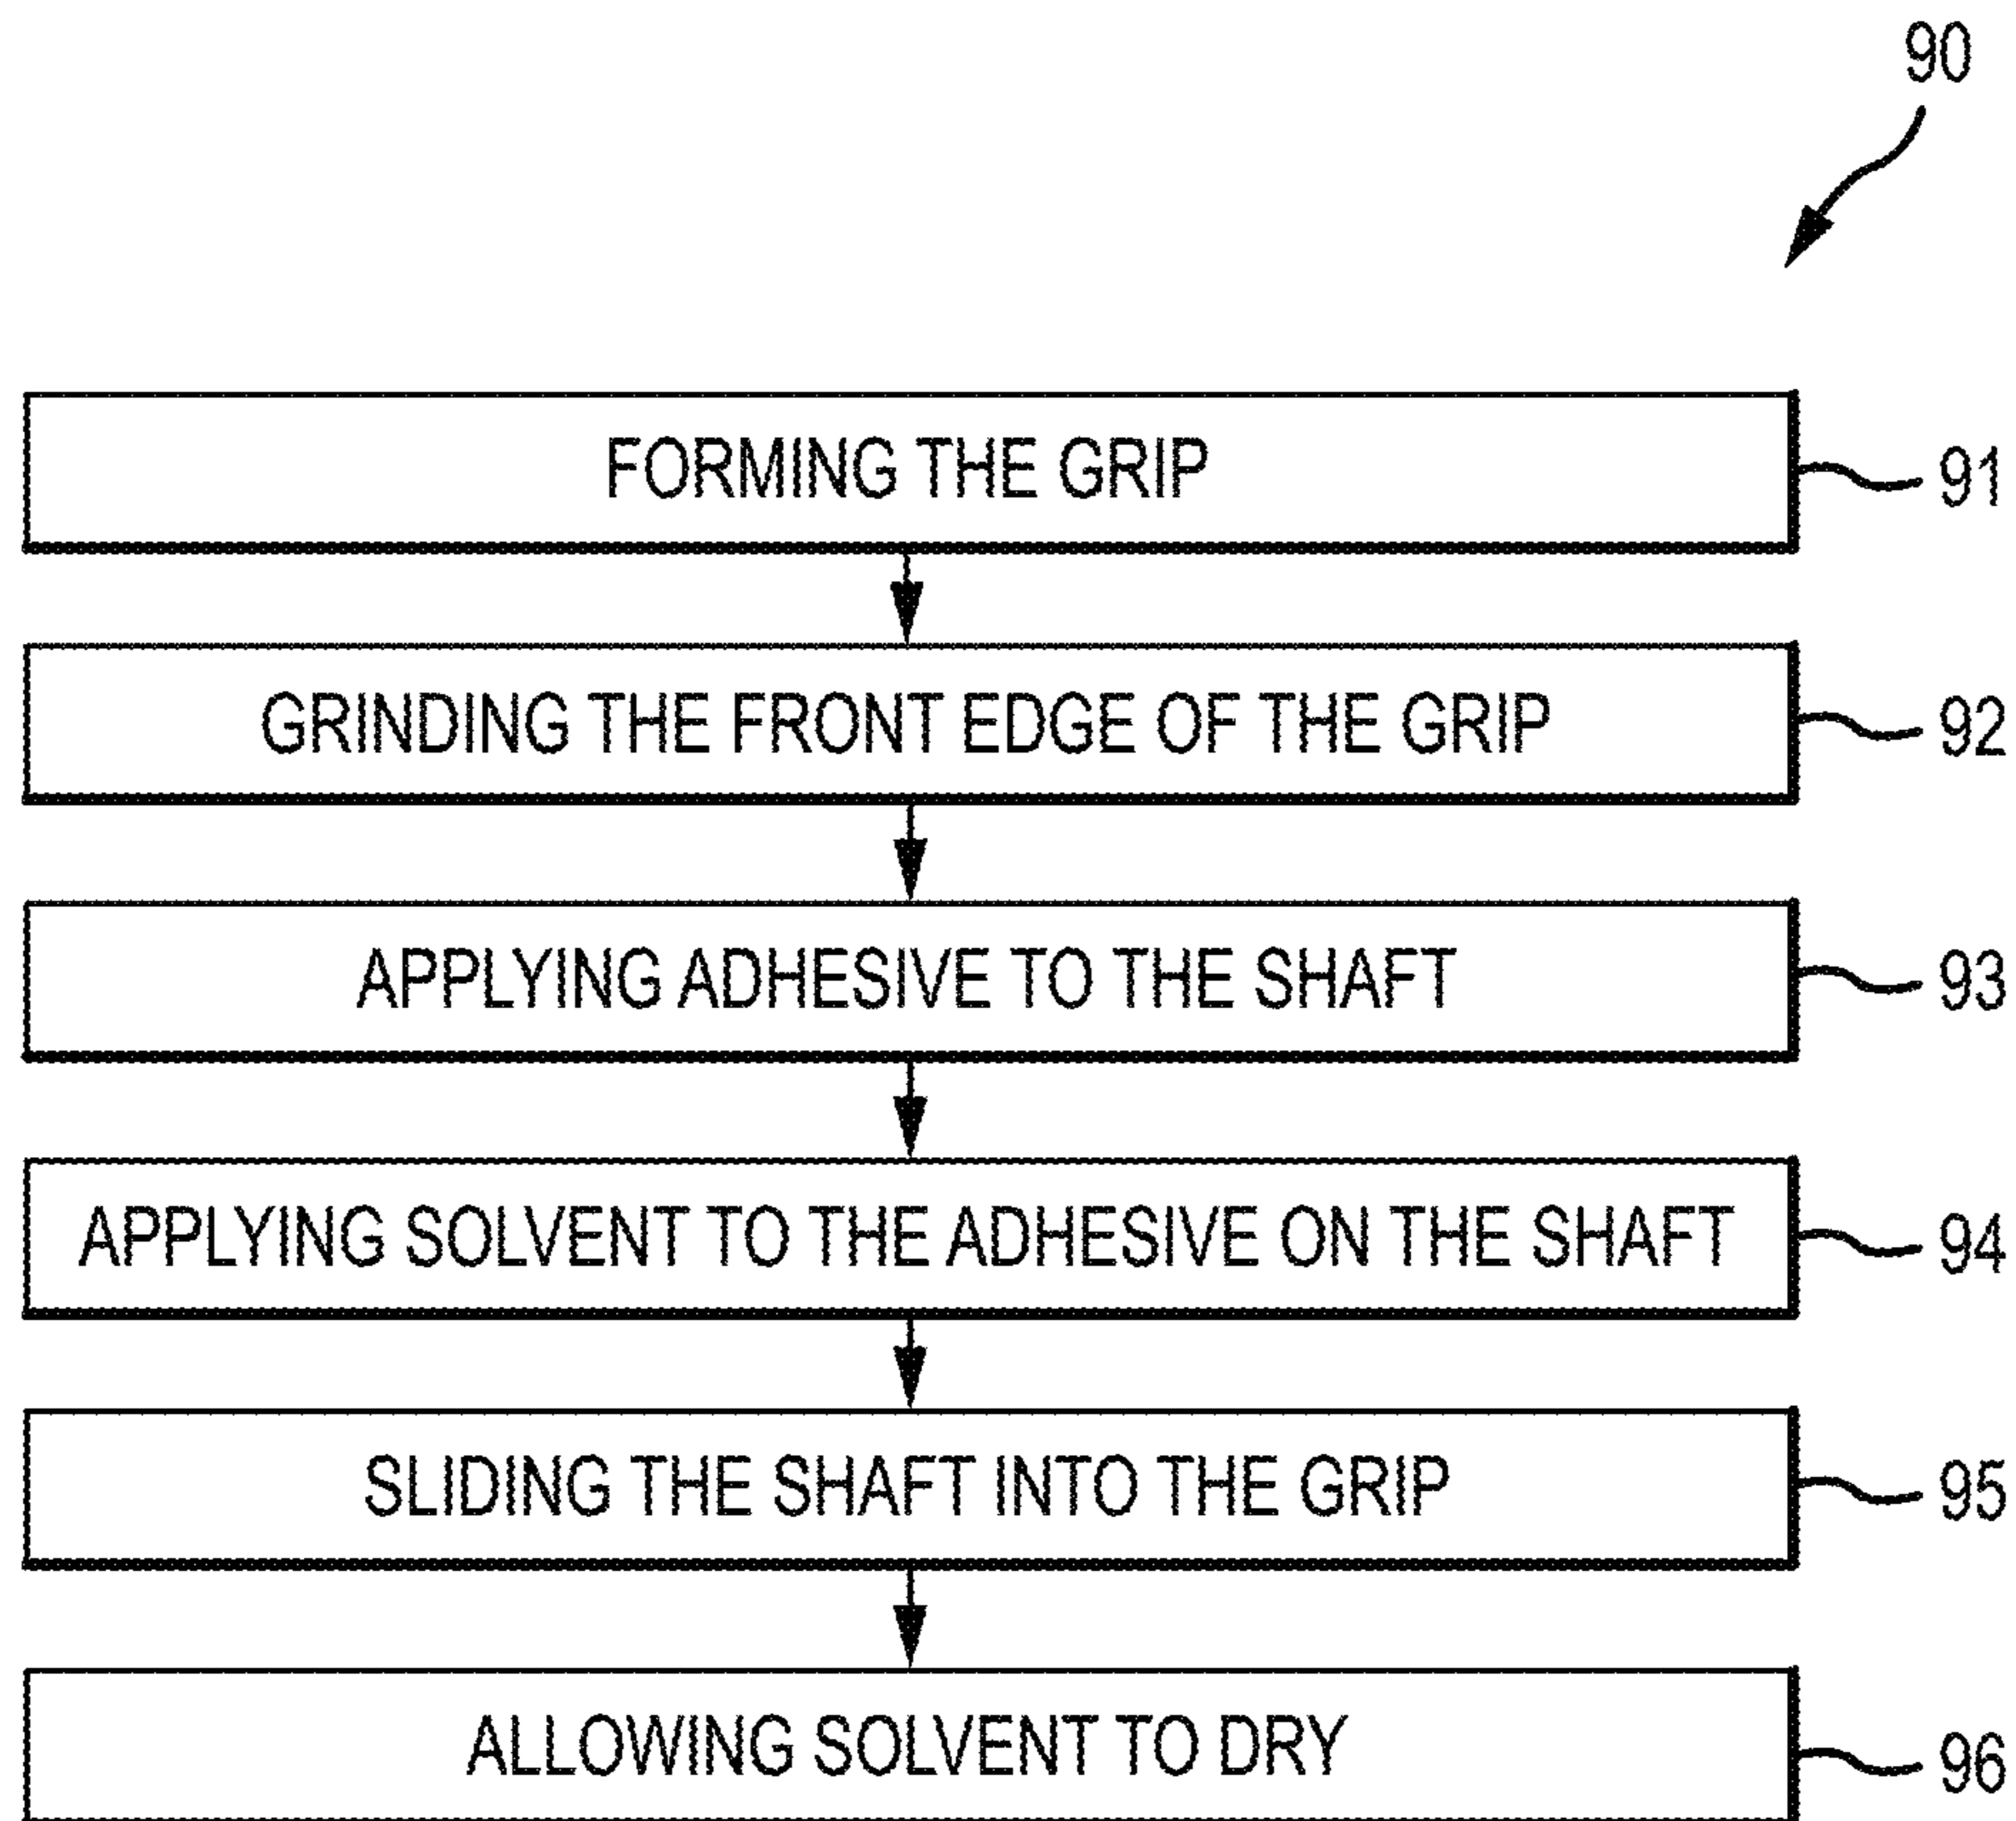 90
FORMING THE GRIP 91
GRINDING THE FRONT EDGE OF THE GRIP 92
APPLYING ADHESIVE TO THE SHAFT 93
APPLYING SOLVENT TO THE ADHESIVE ON THE SHAFT 94
SLIDING THE SHAFT INTO THE GRIP 95
ALLOWING SOLVENT TO DRY 96